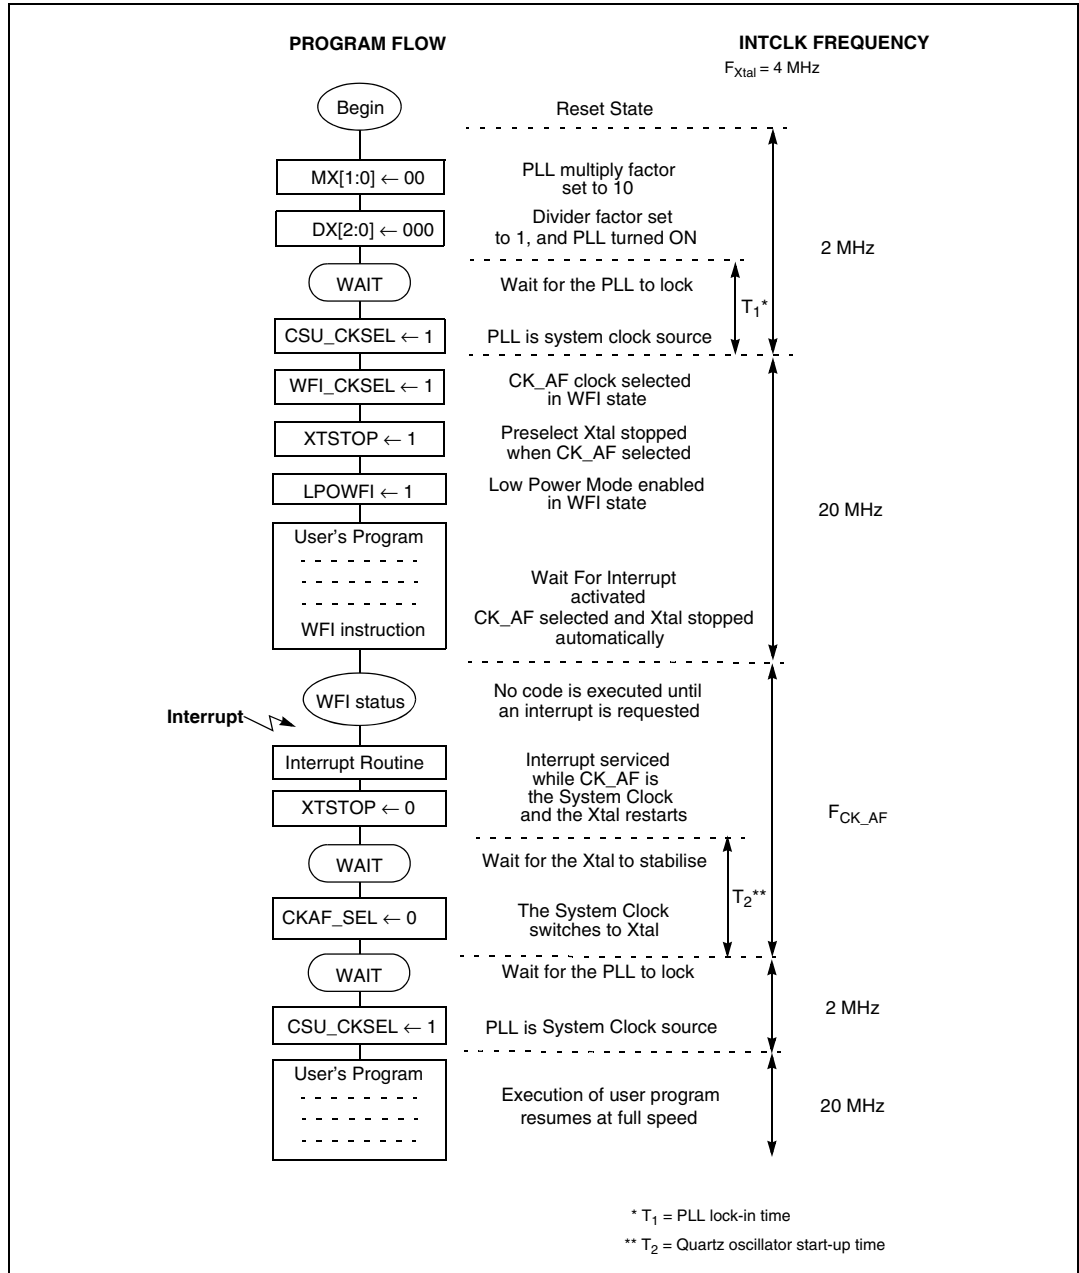 PROGRAM FLOW
INTCLK FREQUENCY
F_Xtal = 4 MHz
Begin
Reset State
MX[1:0] ← 00
PLL multiply factor
set to 10
DX[2:0] ← 000
Divider factor set
to 1, and PLL turned ON
2 MHz
WAIT
Wait for the PLL to lock
T1*
CSU_CKSEL ← 1
PLL is system clock source
WFI_CKSEL ← 1
CK_AF clock selected
in WFI state
XTSTOP ← 1
Preselect Xtal stopped
when CK_AF selected
LPOWFI ← 1
Low Power Mode enabled
in WFI state
20 MHz
User's Program
WFI instruction
Wait For Interrupt
activated
CK_AF selected and Xtal stopped
automatically
WFI status
No code is executed until
an interrupt is requested
Interrupt
Interrupt Routine
Interrupt serviced
while CK_AF is
the System Clock
and the Xtal restarts
XTSTOP ← 0
F_CK_AF
WAIT
Wait for the Xtal to stabilise
T2**
CKAF_SEL ← 0
The System Clock
switches to Xtal
WAIT
Wait for the PLL to lock
2 MHz
CSU_CKSEL ← 1
PLL is System Clock source
User's Program
Execution of user program
resumes at full speed
20 MHz
* T1 = PLL lock-in time
** T2 = Quartz oscillator start-up time